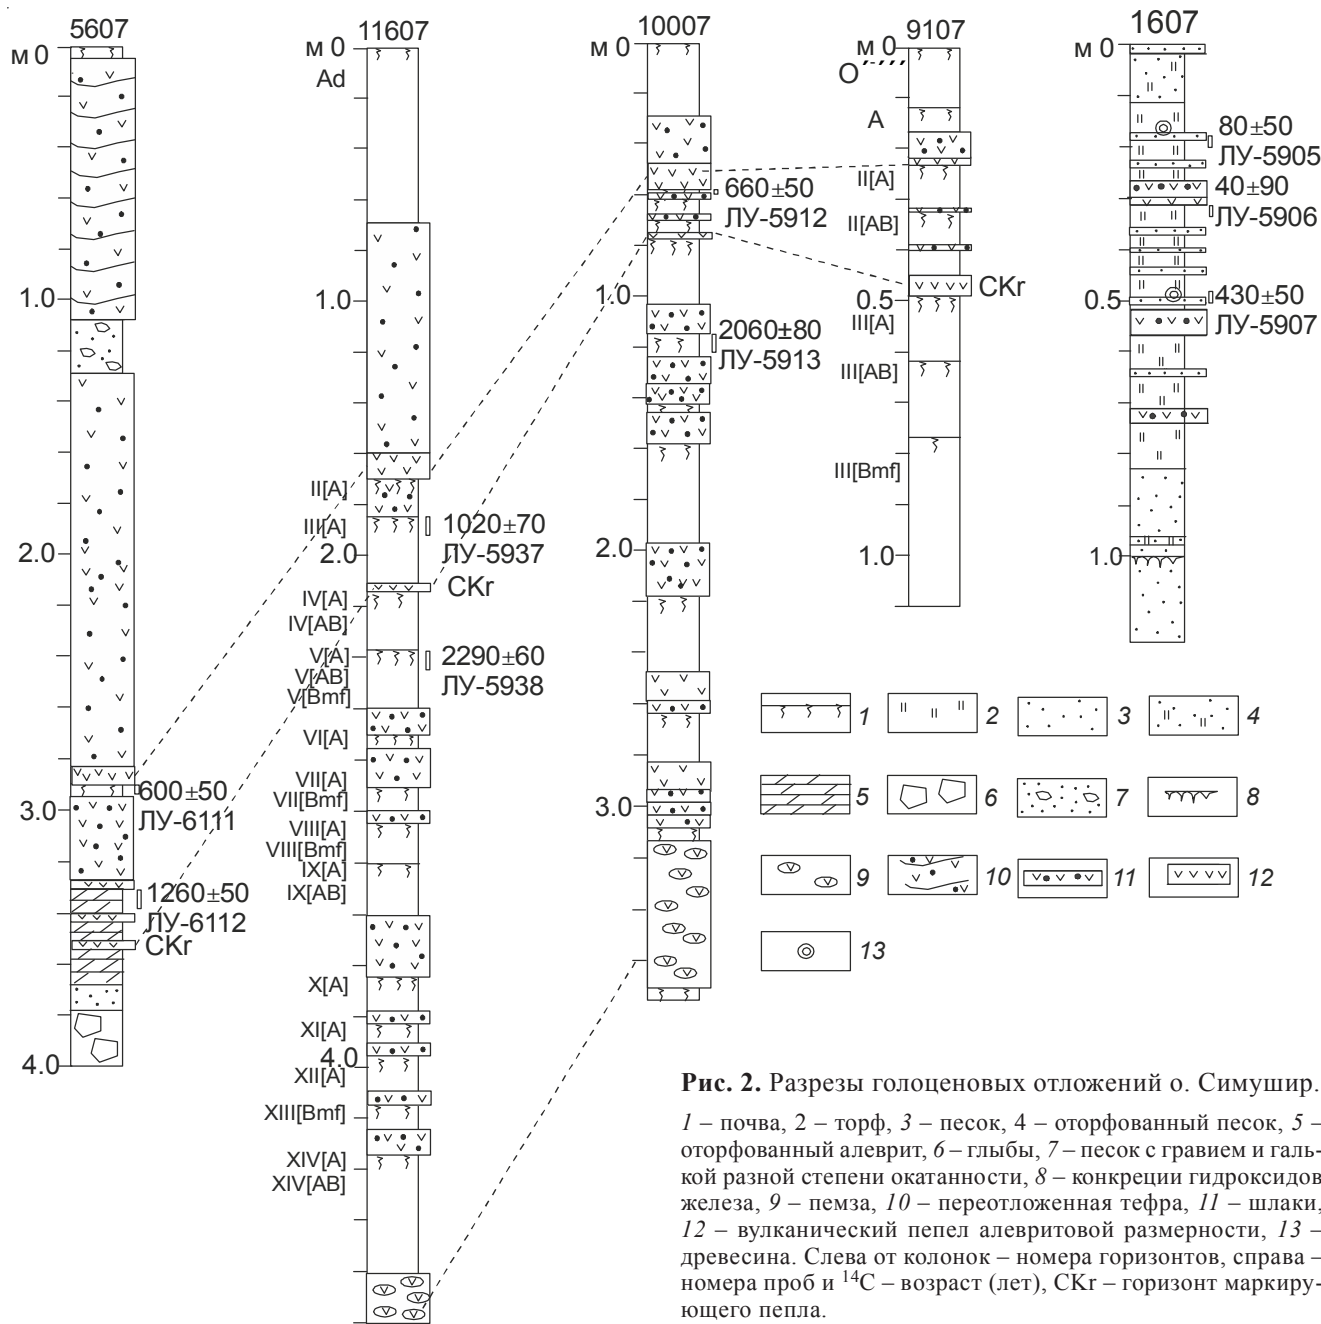 5607
м 0
1.0
2.0
3.0
4.0
600±50
ЛУ-6111
1260±50
ЛУ-6112
CKr
11607
м 0
Ad
1.0
II[A]
III[A]
2.0
IV[A]
IV[AB]
V[A]
V[AB]
V[Bmf]
VI[A]
VII[A]
VII[Bmf]
VIII[A]
VIII[Bmf]
IX[A]
IX[AB]
X[A]
XI[A]
4.0
XII[A]
XIII[Bmf]
XIV[A]
XIV[AB]
1020±70
ЛУ-5937
CKr
2290±60
ЛУ-5938
10007
м 0
1.0
2.0
3.0
660±50
ЛУ-5912
2060±80
ЛУ-5913
9107
м 0
O
A
II[A]
II[AB]
0.5
III[A]
III[AB]
III[Bmf]
1.0
CKr
1607
м 0
0.5
1.0
80±50
ЛУ-5905
40±90
ЛУ-5906
430±50
ЛУ-5907
1
2
3
4
5
6
7
8
9
10
11
12
13
Рис. 2. Разрезы голоценовых отложений о. Симушир.
1 – почва, 2 – торф, 3 – песок, 4 – оторфованный песок, 5 –
оторфованный алеврит, 6 – глыбы, 7 – песок с гравием и галь-
кой разной степени окатанности, 8 – конкреции гидроксидов
железа, 9 – пемза, 10 – переотложенная тефра, 11 – шлаки,
12 – вулканический пепел алевритовой размерности, 13 –
древесина. Слева от колонок – номера горизонтов, справа –
номера проб и 14C – возраст (лет), CKr – горизонт маркиру-
ющего пепла.